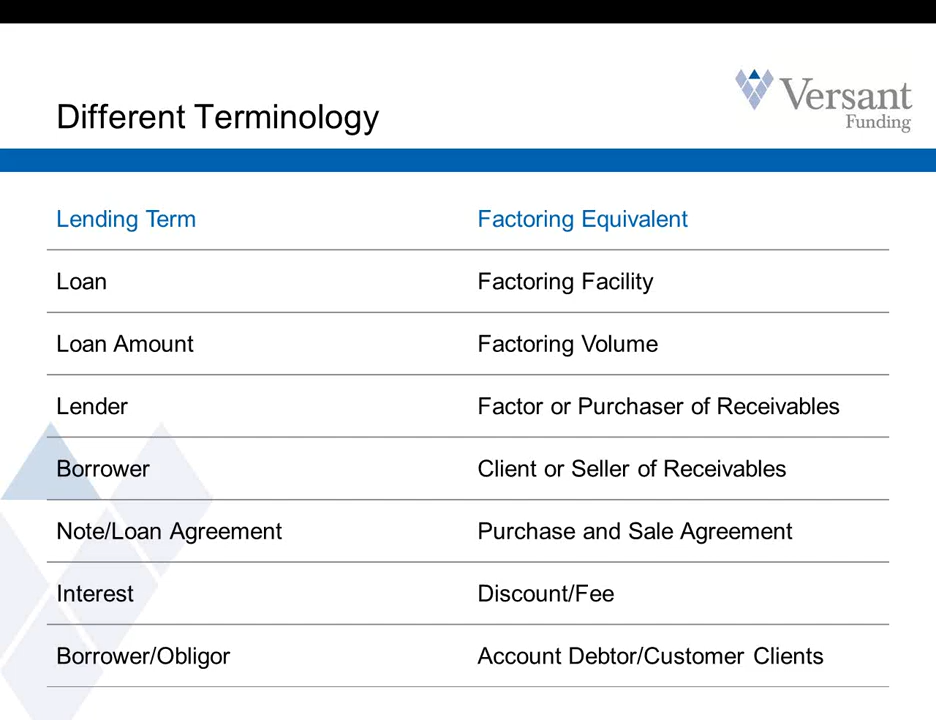 Different Terminology
Versant
Funding
Lending Term Factoring Equivalent
Loan Factoring Facility
Loan Amount Factoring Volume
Lender Factor or Purchaser of Receivables
Borrower Client or Seller of Receivables
Note/Loan Agreement Purchase and Sale Agreement
Interest Discount/Fee
Borrower/Obligor Account Debtor/Customer Clients